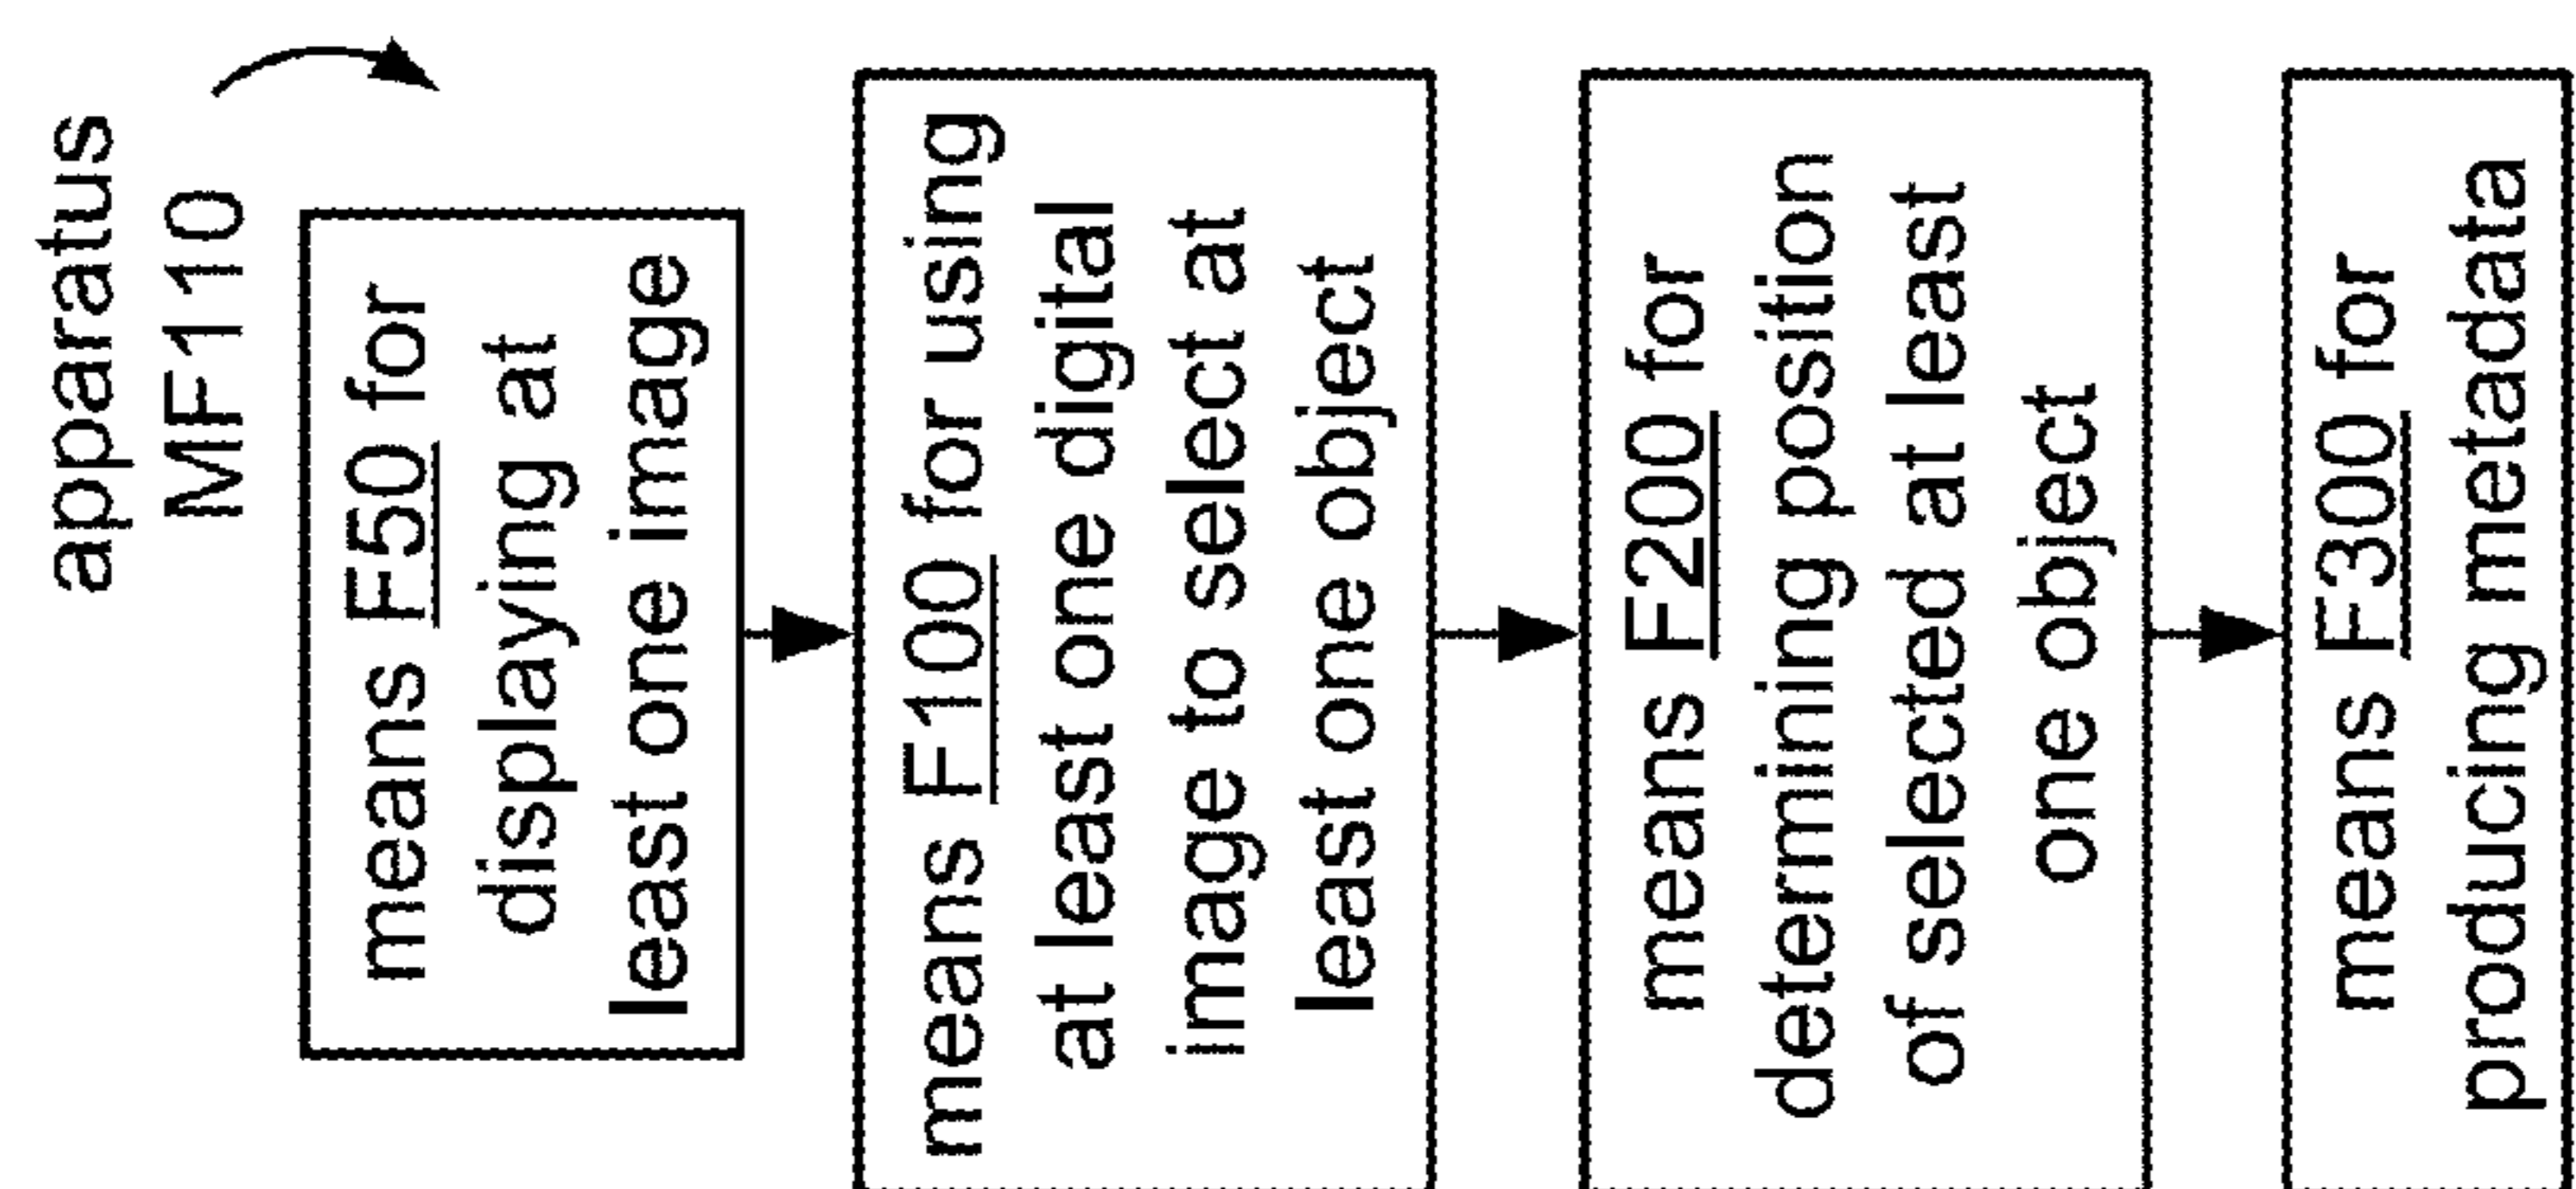 apparatus
MF110
means F50 for
displaying at
least one image
means F100 for using
at least one digital
image to select at
least one object
means F200 for
determining position
of selected at least
one object
means F300 for
producing metadata